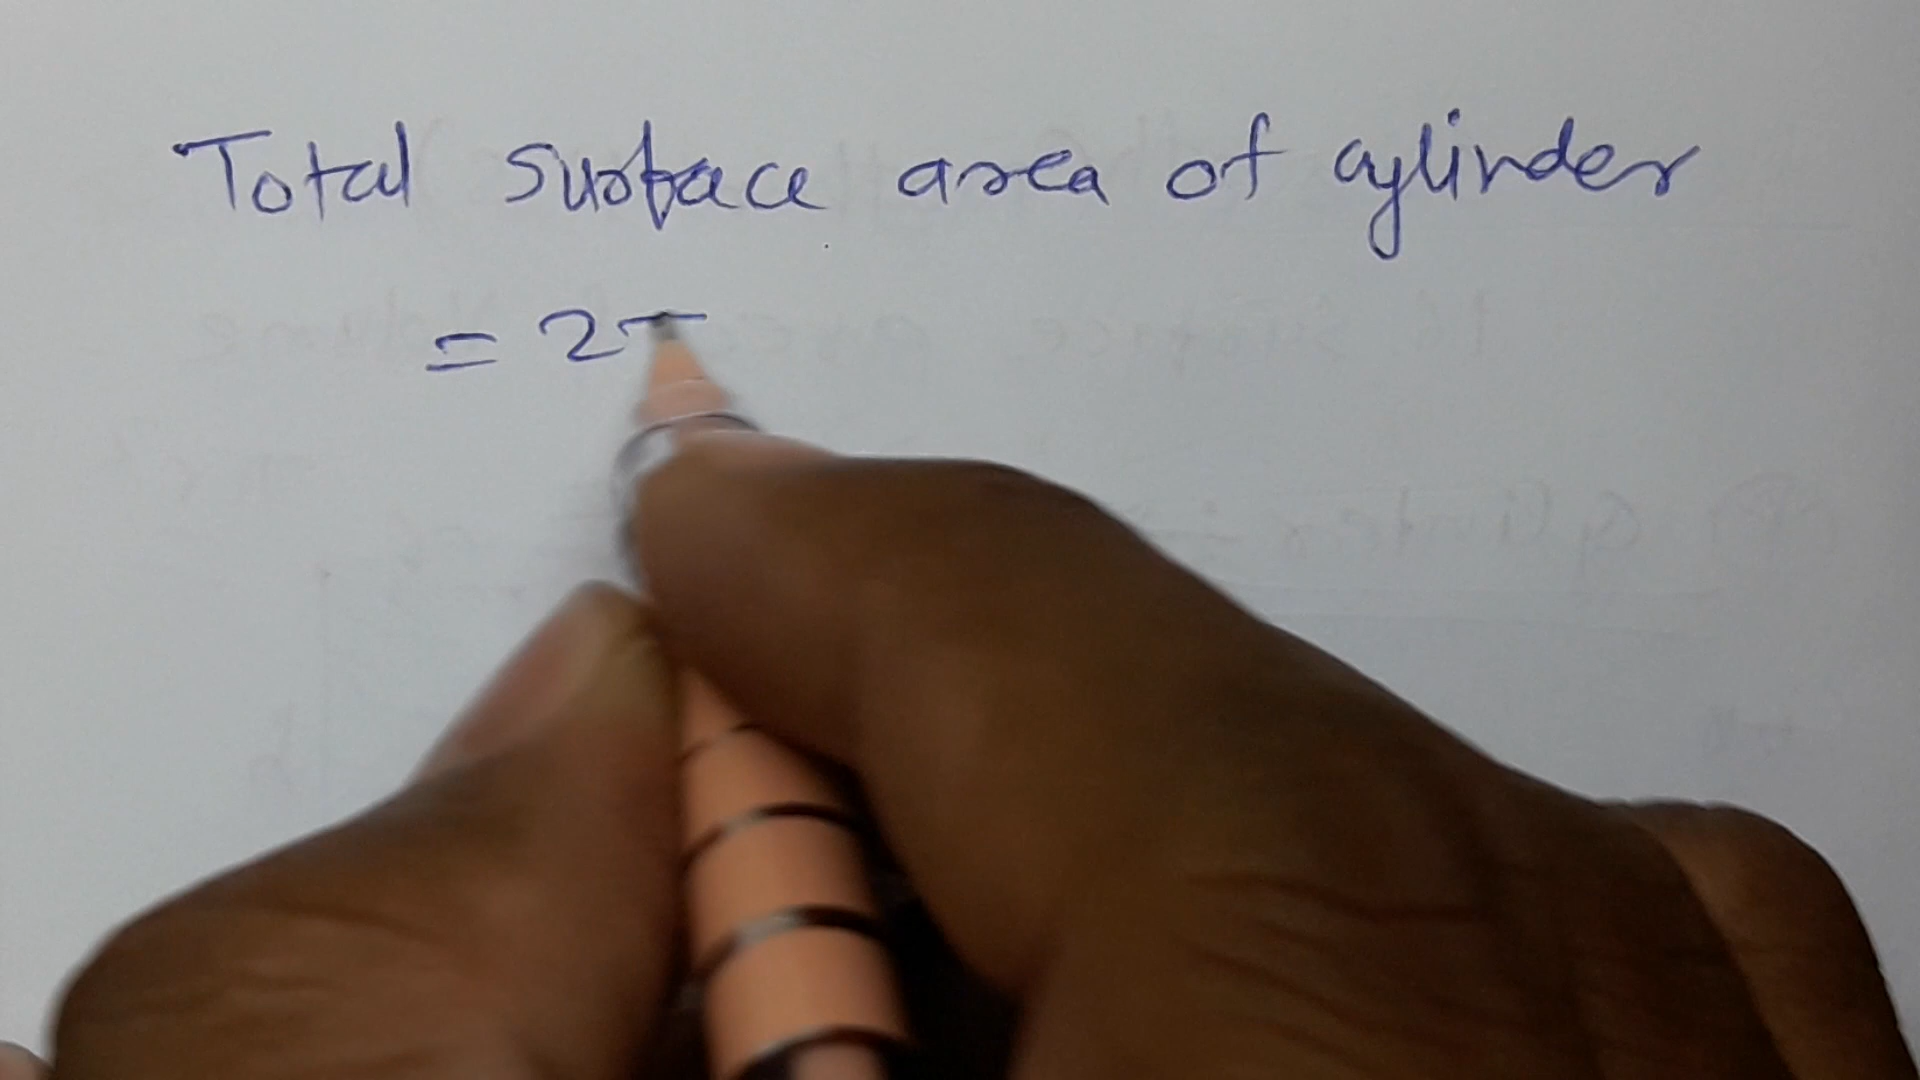 Total surface area of cylinder
= 2π